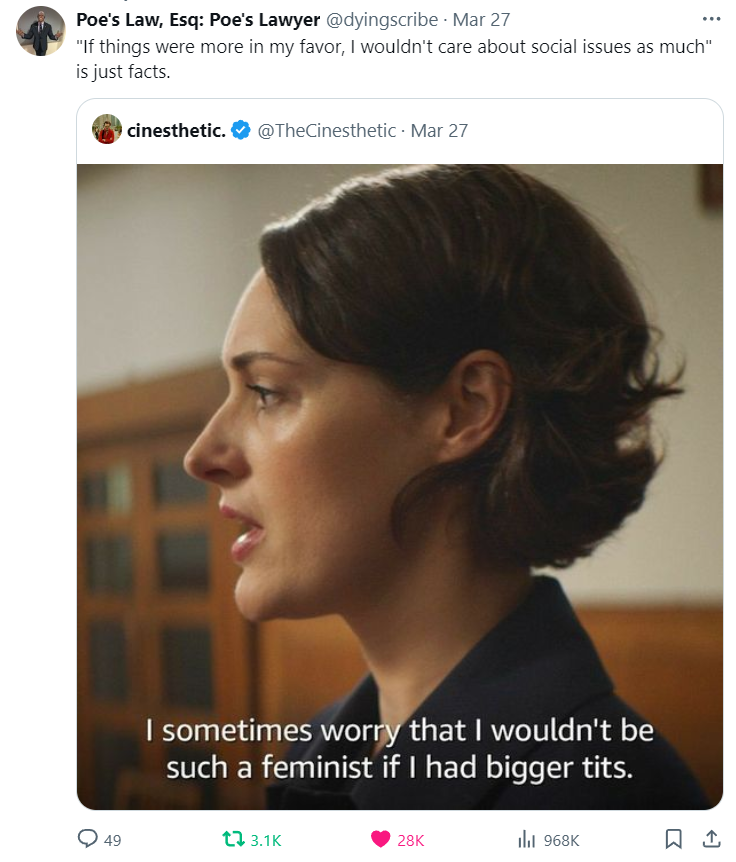 Poe's Law, Esq: Poe's Lawyer @dyingscribe · Mar 27
"If things were more in my favor, I wouldn't care about social issues as much"
is just facts.
cinesthetic. @TheCinesthetic · Mar 27
I sometimes worry that I wouldn't be
such a feminist if I had bigger tits.
49 3.1K 28K 968K